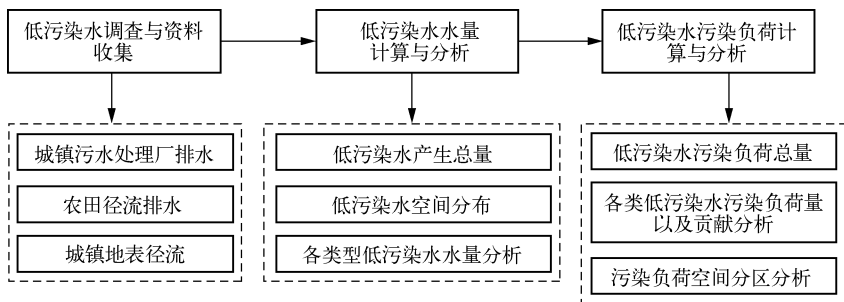 低污染水调查与资料
收集
低污染水水量
计算与分析
低污染水污染负荷计
算与分析
城镇污水处理厂排水
农田径流排水
城镇地表径流
低污染水产生总量
低污染水空间分布
各类型低污染水水量分析
低污染水污染负荷总量
各类低污染水污染负荷量
以及贡献分析
污染负荷空间分区分析